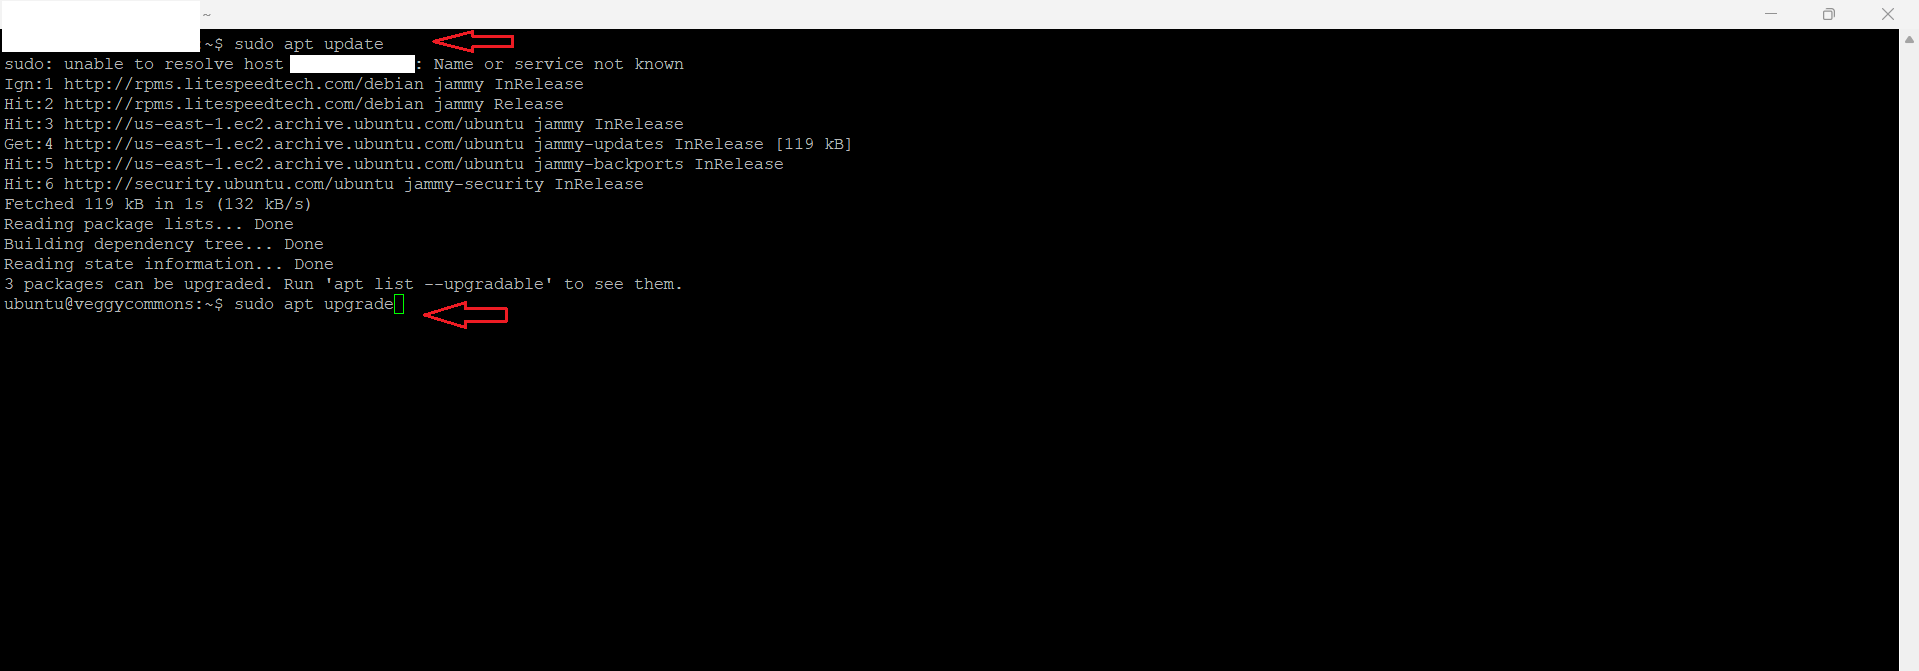 ~
:~$ sudo apt update
sudo: unable to resolve host : Name or service not known
Ign:1 http://rpms.litespeedtech.com/debian jammy InRelease
Hit:2 http://rpms.litespeedtech.com/debian jammy Release
Hit:3 http://us-east-1.ec2.archive.ubuntu.com/ubuntu jammy InRelease
Get:4 http://us-east-1.ec2.archive.ubuntu.com/ubuntu jammy-updates InRelease [119 kB]
Hit:5 http://us-east-1.ec2.archive.ubuntu.com/ubuntu jammy-backports InRelease
Hit:6 http://security.ubuntu.com/ubuntu jammy-security InRelease
Fetched 119 kB in 1s (132 kB/s)
Reading package lists... Done
Building dependency tree... Done
Reading state information... Done
3 packages can be upgraded. Run 'apt list --upgradable' to see them.
ubuntu@veggycommons:~$ sudo apt upgrade